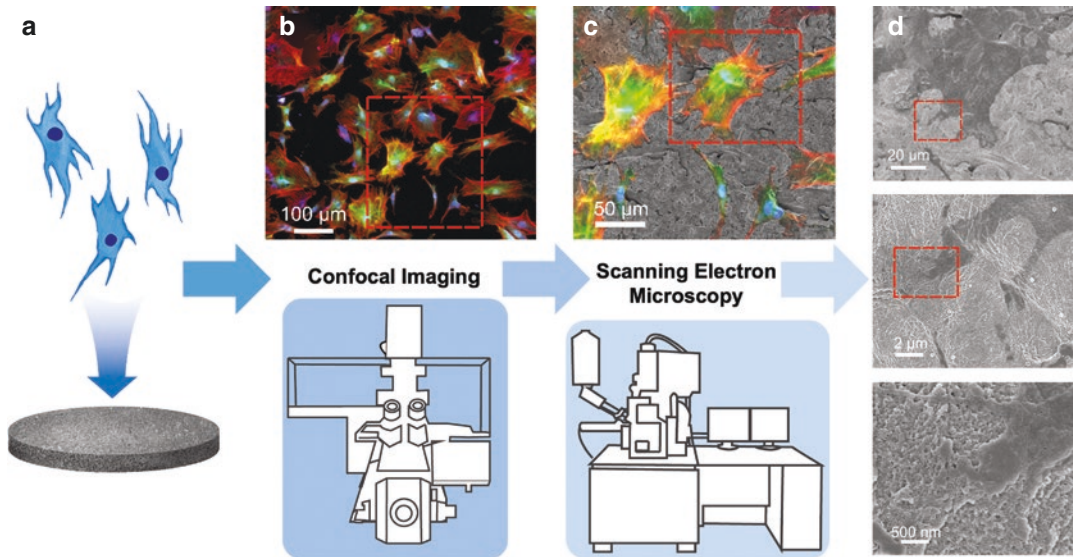 a
b
c
d
100 µm
50 µm
20 µm
Confocal Imaging
Scanning Electron
Microscopy
2 µm
500 nm